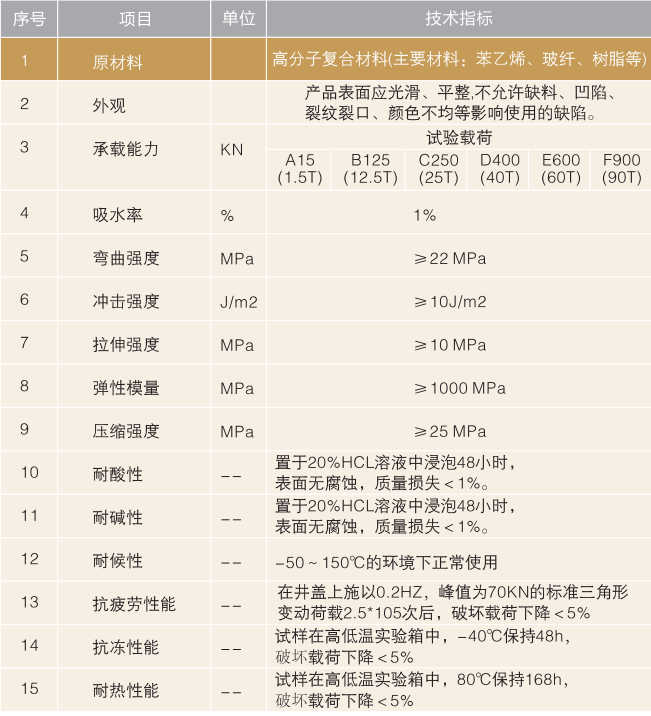 序号 项目 单位 技术指标
1 原材料 高分子复合材料(主要材料：苯乙烯、玻纤、树脂等)
2 外观 产品表面应光滑、平整,不允许缺料、凹陷、
裂纹裂口、颜色不均等影响使用的缺陷。
3 承载能力 KN 试验载荷
A15 B125 C250 D400 E600 F900
(1.5T) (12.5T) (25T) (40T) (60T) (90T)
4 吸水率 % 1%
5 弯曲强度 MPa ≥22 MPa
6 冲击强度 J/m2 ≥10J/m2
7 拉伸强度 MPa ≥10 MPa
8 弹性模量 MPa ≥1000 MPa
9 压缩强度 MPa ≥25 MPa
10 耐酸性 -- 置于20%HCL溶液中浸泡48小时，
表面无腐蚀，质量损失＜1%。
11 耐碱性 -- 置于20%HCL溶液中浸泡48小时，
表面无腐蚀，质量损失＜1%。
12 耐候性 -- -50～150℃的环境下正常使用
13 抗疲劳性能 -- 在井盖上施以0.2HZ，峰值为70KN的标准三角形
变动荷载2.5*105次后，破坏载荷下降＜5%
14 抗冻性能 -- 试样在高低温实验箱中，-40℃保持48h，
破坏载荷下降＜5%
15 耐热性能 -- 试样在高低温实验箱中，80℃保持168h，
破坏载荷下降＜5%